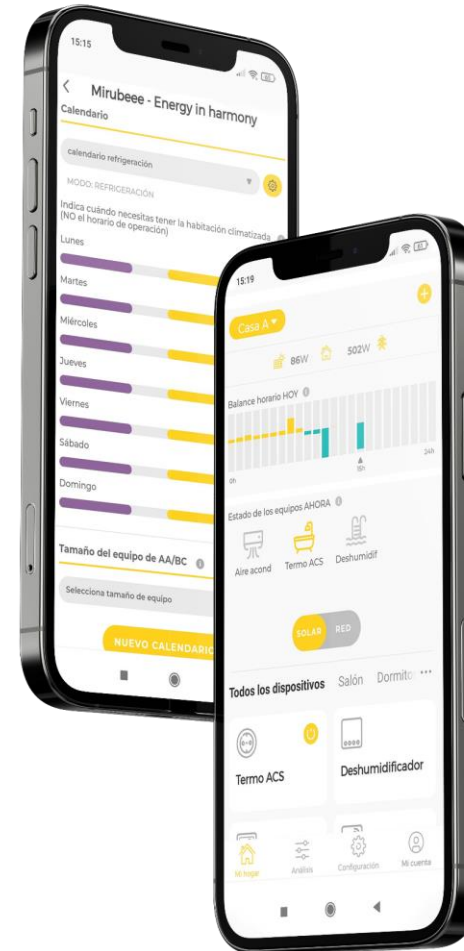 15:15
Mirubeee - Energy in harmony
Calendario
calendario refrigeración
MODO: REFRIGERACIÓN
Indica cuándo necesitas tener la habitación climatizada
(NO el horario de operación)
Lunes
Martes
Miércoles
Jueves
Viernes
Sábado
Domingo
Tamaño del equipo de AA/BC
Selecciona tamaño de equipo
NUEVO CALENDARIO
15:19
Casa A
86W
502W
Balance horario HOY
0h
15h
24h
Estado de los equipos AHORA
Aire acond
Termo ACS
Deshumidif
SOLAR
RED
Todos los dispositivos
Salón
Dormito
Termo ACS
Deshumidificador
Mi hogar
Análisis
Configuración
Mi cuenta